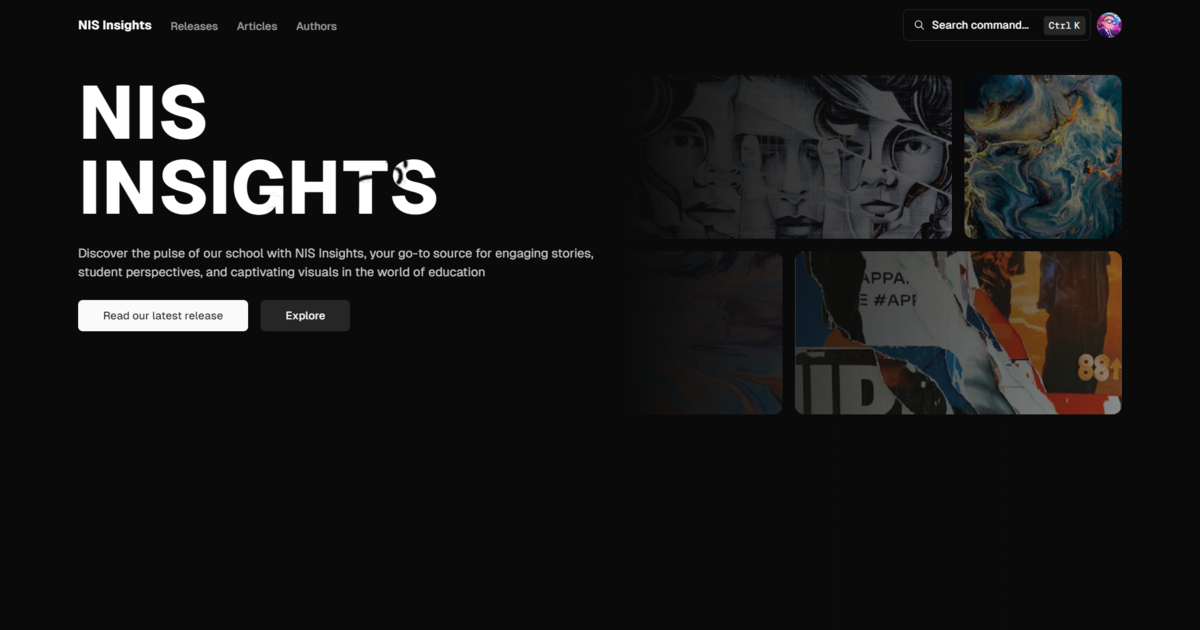 NIS Insights
Releases
Articles
Authors
Search command...
Ctrl K
NIS
INSIGHTS
Discover the pulse of our school with NIS Insights, your go-to source for engaging stories,
student perspectives, and captivating visuals in the world of education
Read our latest release
Explore
88